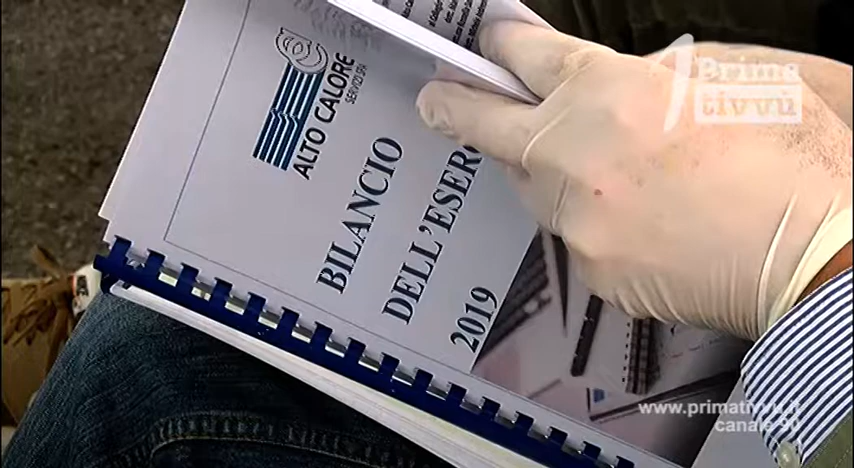 Prima
tivvù
ALTO CALORE
SERVIZI SPA
BILANCIO
DELL'ESER
2019
www.primativvu.it
canale 90